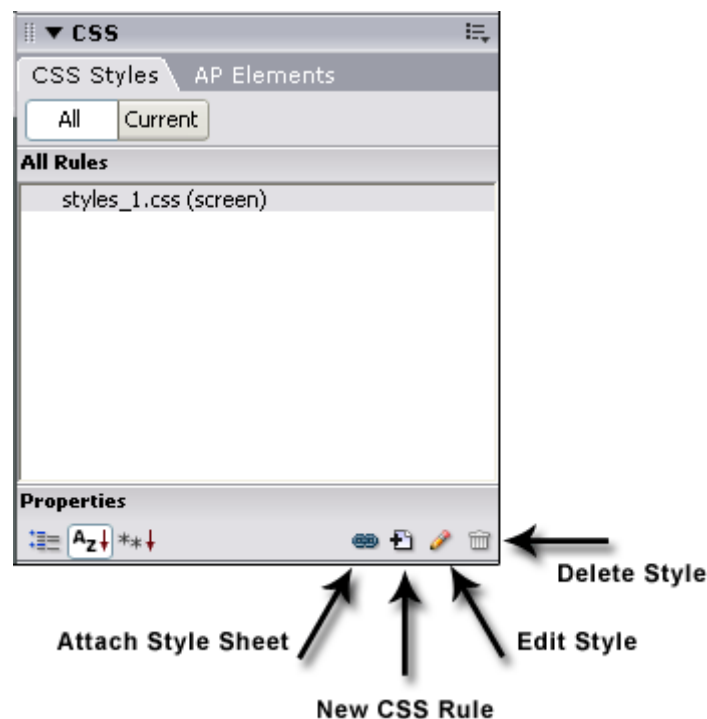 CSS
CSS Styles AP Elements
All Current
All Rules
styles_1.css (screen)
Properties
AZ **
Delete Style
Attach Style Sheet Edit Style
New CSS Rule